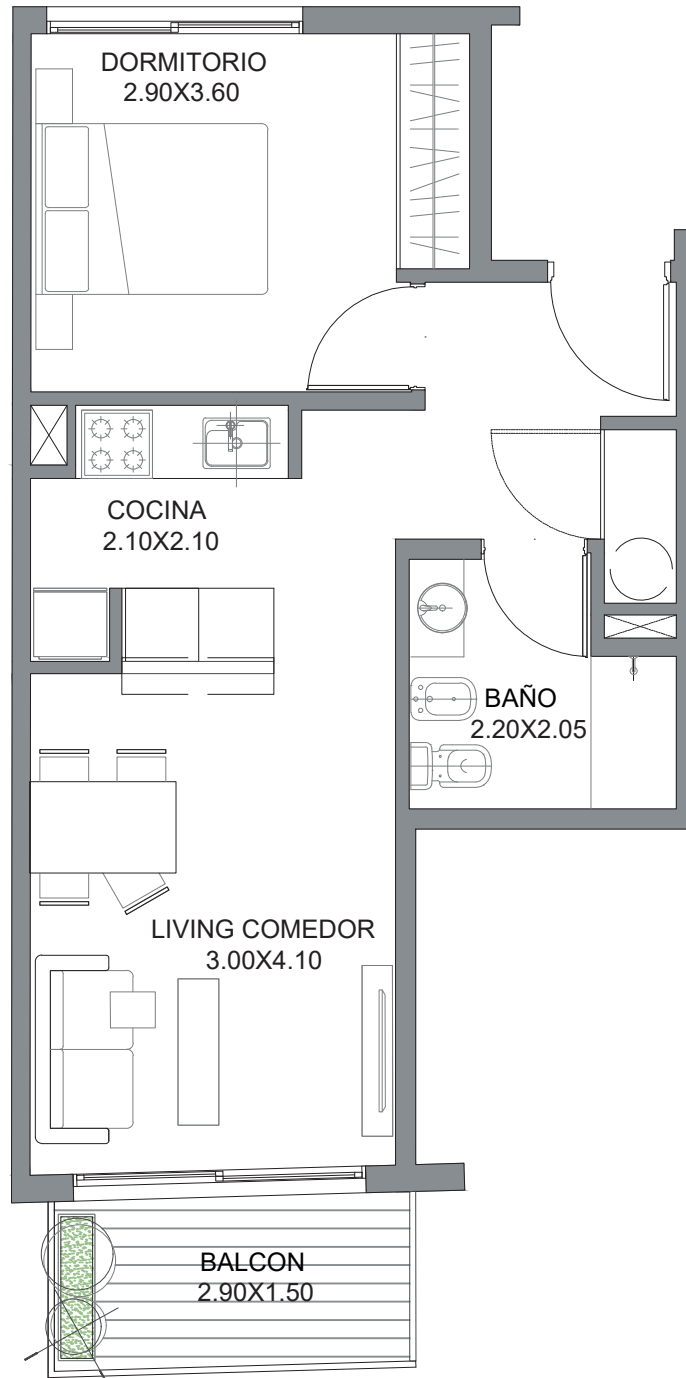 DORMITORIO
2.90X3.60
COCINA
2.10X2.10
BAÑO
2.20X2.05
LIVING COMEDOR
3.00X4.10
BALCON
2.90X1.50